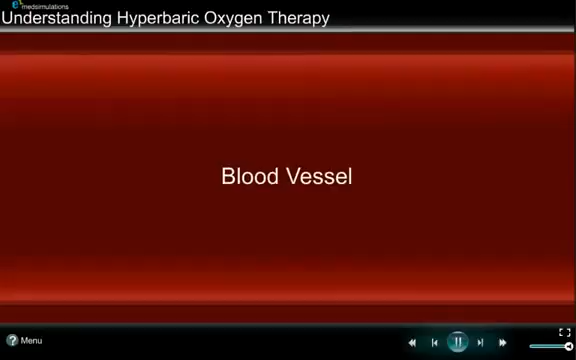 medsimulations
Understanding Hyperbaric Oxygen Therapy
Blood Vessel
? Menu